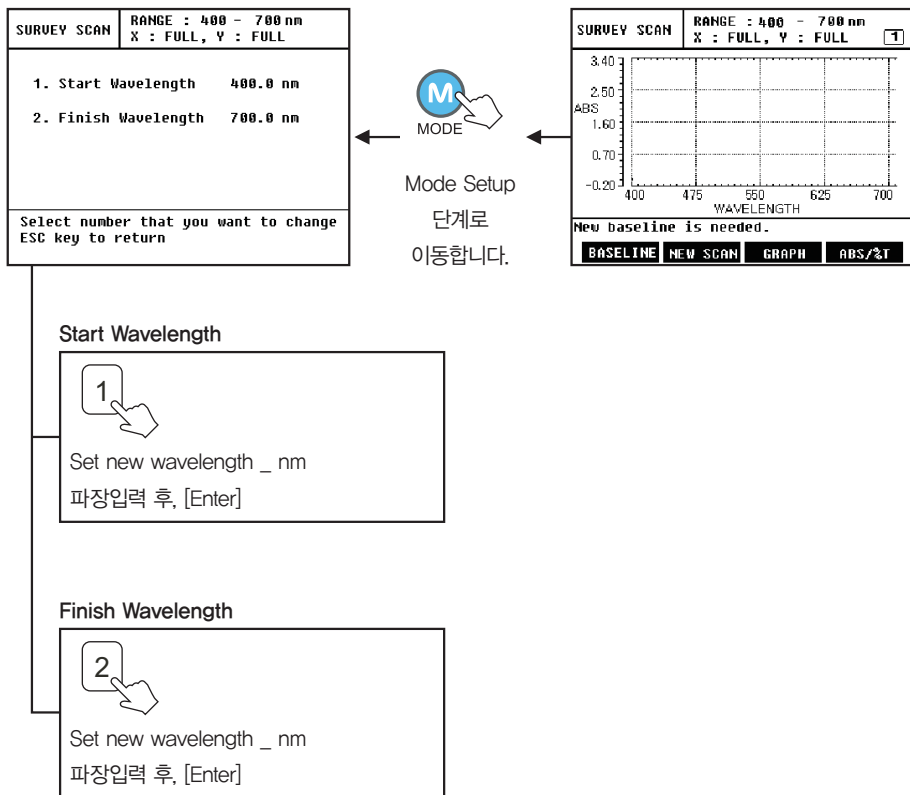 SURVEY SCAN
RANGE : 400 - 700 nm
X : FULL, Y : FULL
1. Start Wavelength 400.0 nm
2. Finish Wavelength 700.0 nm
Select number that you want to change
ESC key to return
M
MODE
Mode Setup
단계로
이동합니다.
SURVEY SCAN
RANGE : 400 - 700 nm
X : FULL, Y : FULL
1
3.40
2.50
ABS
1.60
0.70
-0.20
400 475 550 625 700
WAVELENGTH
New baseline is needed.
BASELINE NEW SCAN GRAPH ABS/%T
Start Wavelength
1
Set new wavelength _ nm
파장입력 후, [Enter]
Finish Wavelength
2
Set new wavelength _ nm
파장입력 후, [Enter]